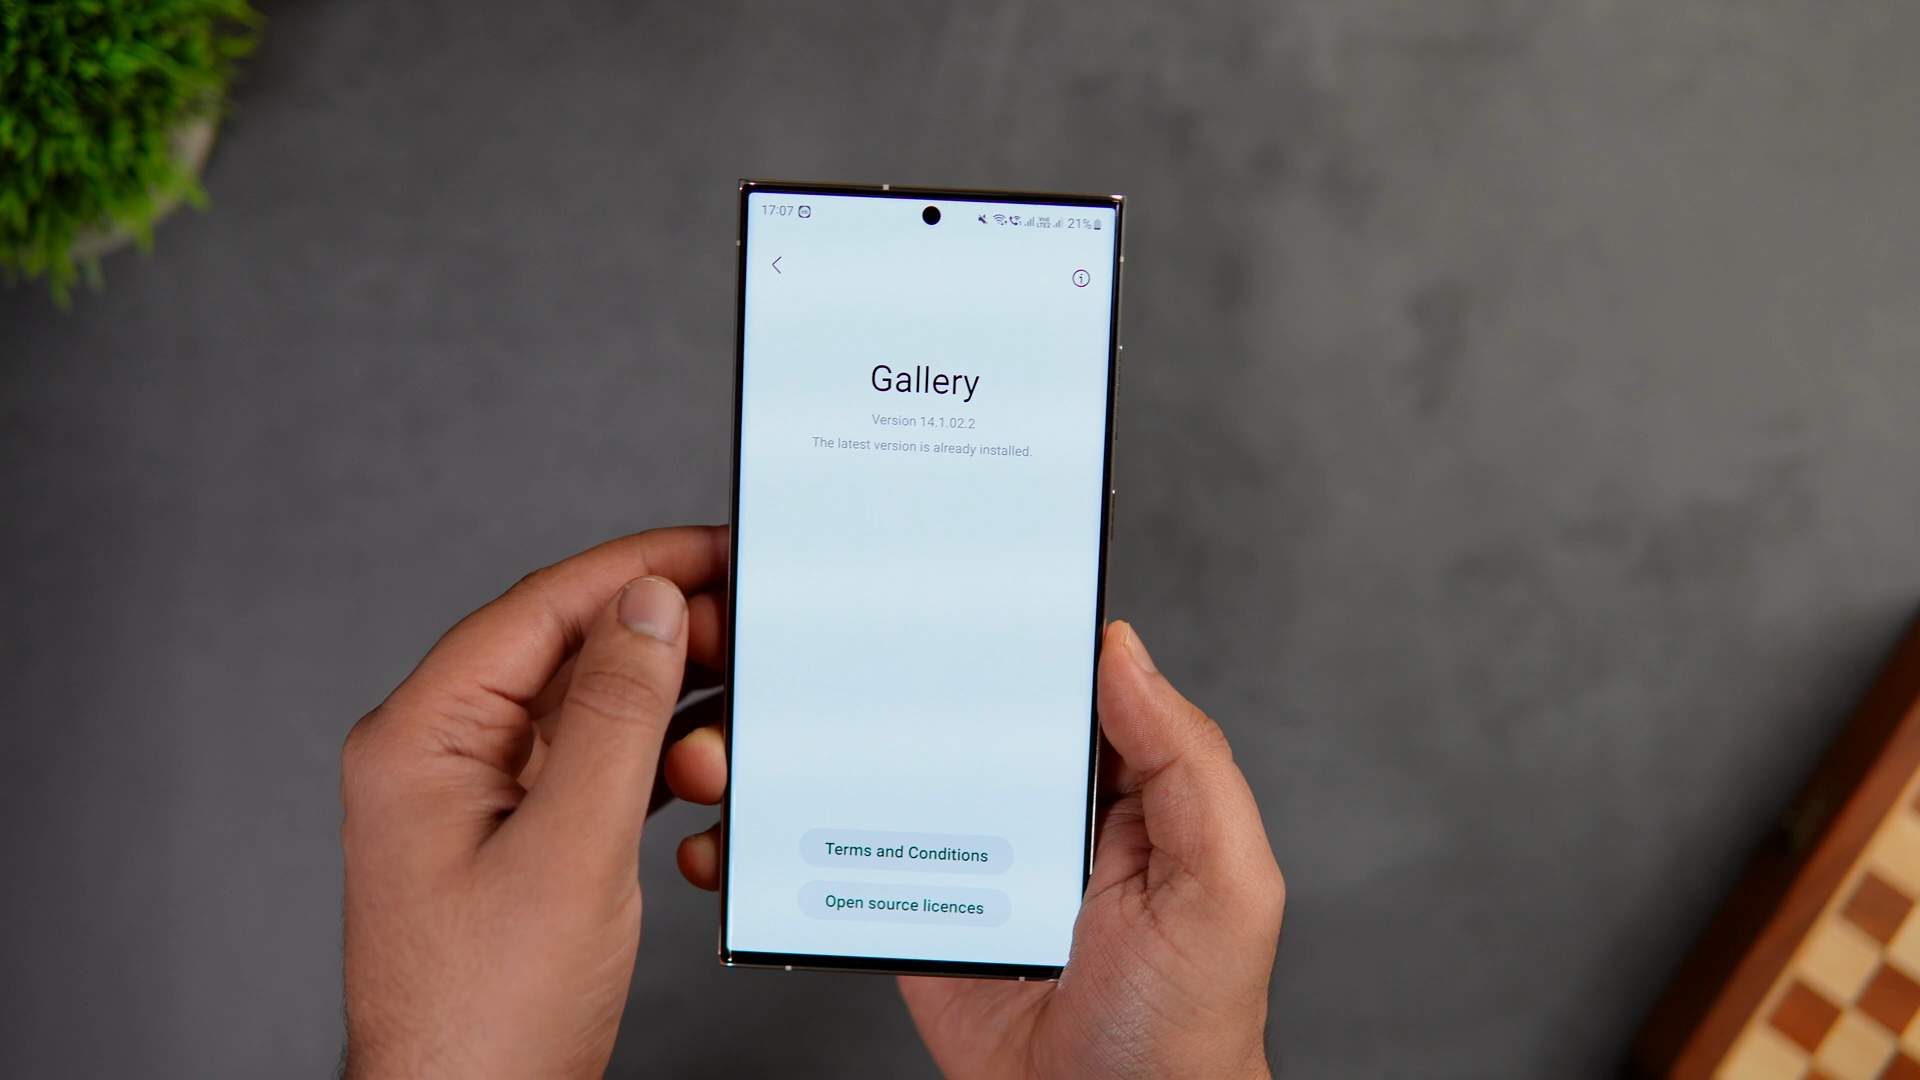 17:07
21%
Gallery
Version 14.1.02.2
The latest version is already installed.
Terms and Conditions
Open source licences